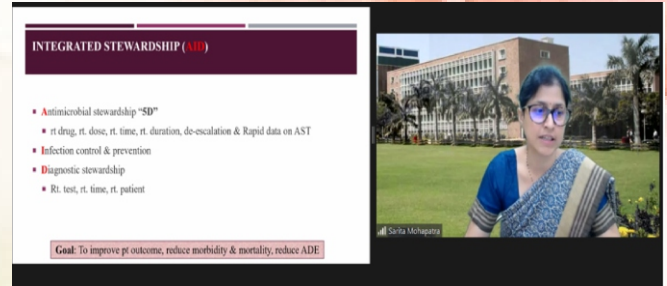 INTEGRATED STEWARDSHIP (AID)
▪ Antimicrobial stewardship “5D”
▪ rt drug, rt. dose, rt. time, rt. duration, de-escalation & Rapid data on AST
▪ Infection control & prevention
▪ Diagnostic stewardship
▪ Rt. test, rt. time, rt. patient
Goal: To improve pt outcome, reduce morbidity & mortality, reduce ADE
Sarita Mohapatra